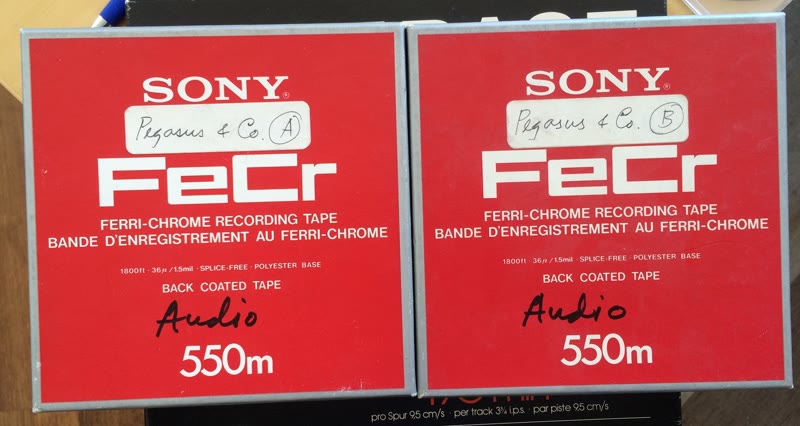 SONY®
Pegasus & Co. A
FeCr
FERRI-CHROME RECORDING TAPE
BANDE D'ENREGISTREMENT AU FERRI-CHROME
1800ft · 36μ/1.5mil · SPLICE-FREE · POLYESTER BASE
BACK COATED TAPE
Audio
550m
SONY®
Pegasus & Co. B
FeCr
FERRI-CHROME RECORDING TAPE
BANDE D'ENREGISTREMENT AU FERRI-CHROME
1800ft · 36μ/1.5mil · SPLICE-FREE · POLYESTER BASE
BACK COATED TAPE
Audio
550m
pro Spur 9.5 cm/s · per track 3¾ i.p.s. · par piste 9.5 cm/s